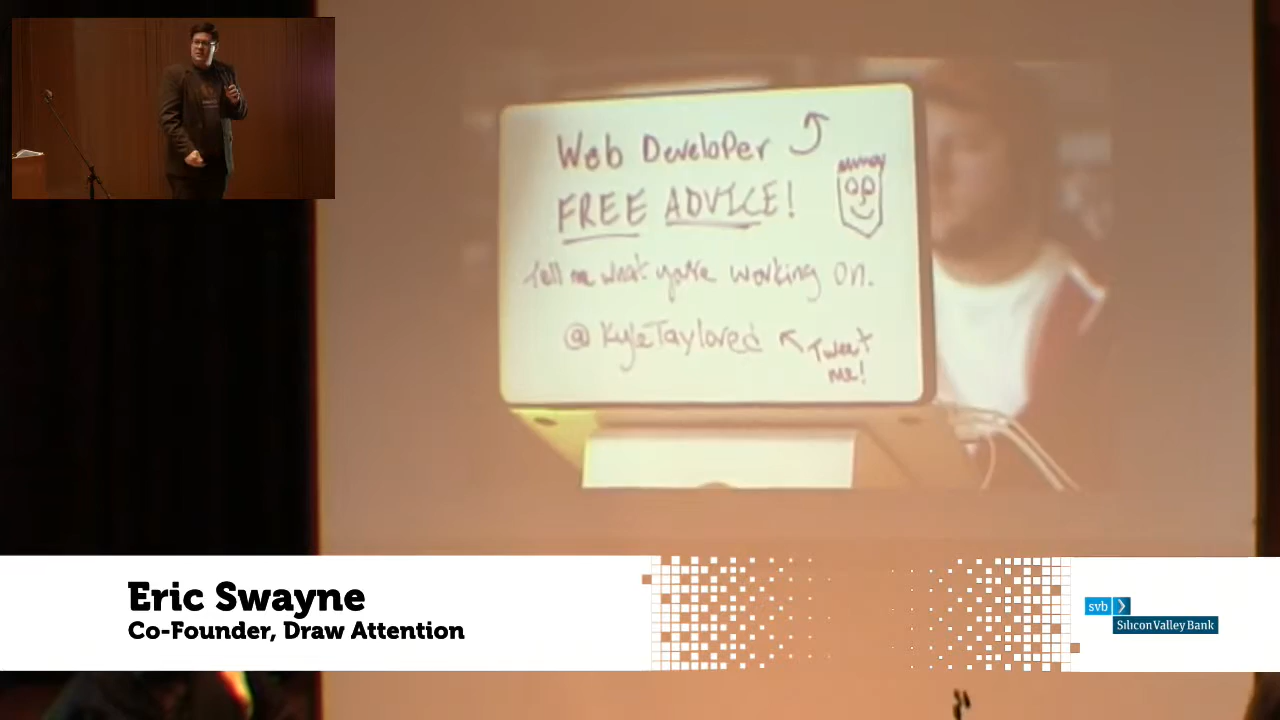 Web Developer
FREE ADVICE!
Tell me what you're working on.
@KyleTaylored
Tweet
me!
Eric Swayne
Co-Founder, Draw Attention
svb
Silicon Valley Bank